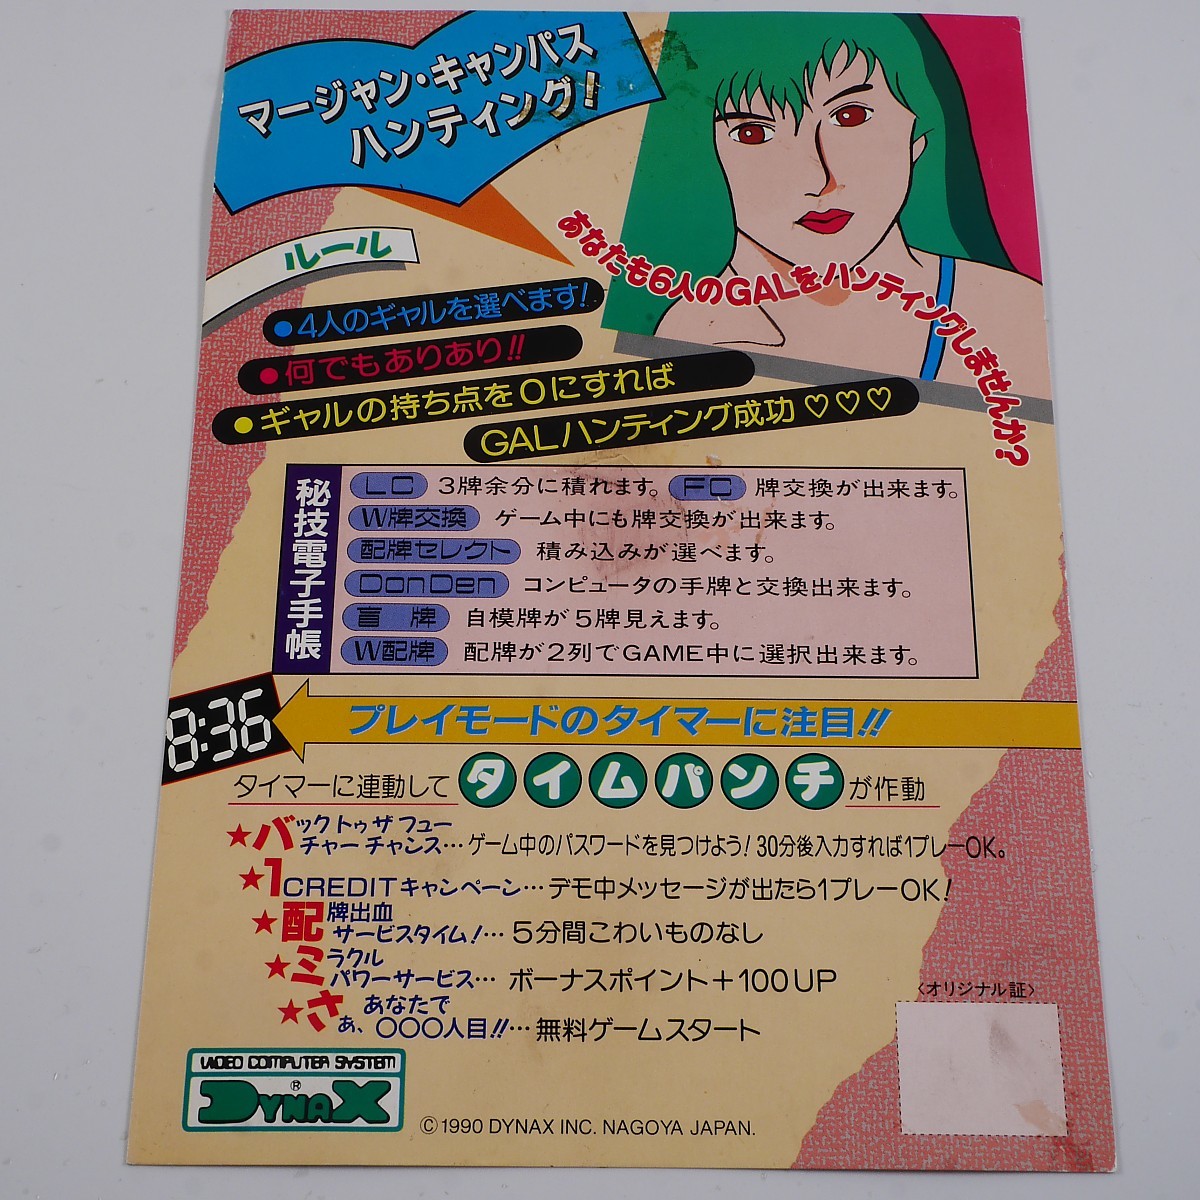 マージャン・キャンパス
ハンティング!
あなたも6人のGALをハンティングしませんか?
ルール
●4人のギャルを選べます!
●何でもありあり!!
●ギャルの持ち点を0にすれば
GALハンティング成功♡♡♡
秘技電子手帳
LC 3牌余分に積れます。 FC 牌交換が出来ます。
W牌交換 ゲーム中にも牌交換が出来ます。
配牌セレクト 積み込みが選べます。
DonDen コンピュータの手牌と交換出来ます。
盲牌 自模牌が5牌見えます。
W配牌 配牌が2列でGAME中に選択出来ます。
8:36
プレイモードのタイマーに注目!!
タイマーに連動してタイムパンチが作動
★バックトゥザフュー
チャーチャンス…ゲーム中のパスワードを見つけよう!30分後入力すれば1プレーOK。
★1CREDITキャンペーン…デモ中メッセージが出たら1プレーOK!
★配牌出血
サービスタイム!…5分間こわいものなし
★ミラクル
パワーサービス…ボーナスポイント+100UP
★さあなたで
ぁ、○○○人目!!…無料ゲームスタート
<オリジナル証>
VIDEO COMPUTER SYSTEM
DYNAX®
©1990 DYNAX INC. NAGOYA JAPAN.